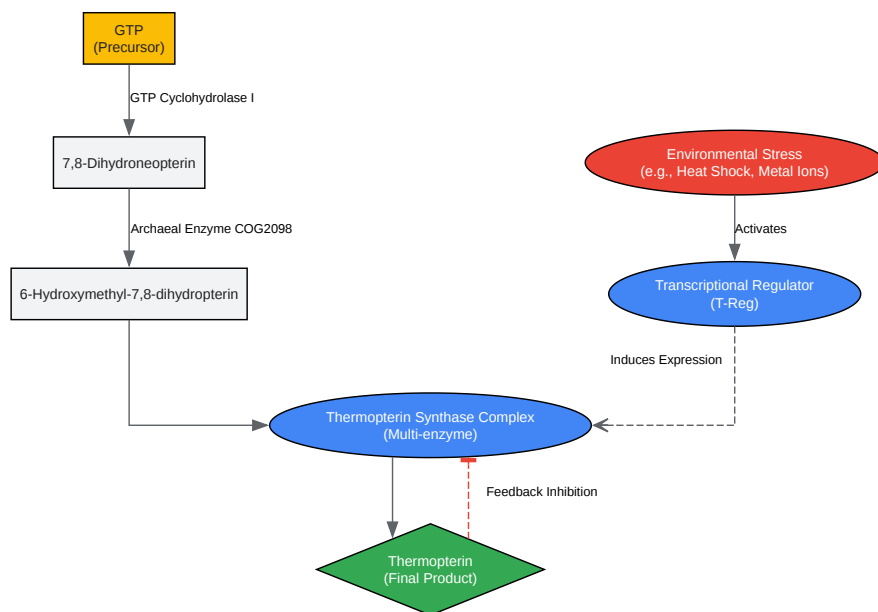 GTP
(Precursor)
GTP Cyclohydrolase I
7,8-Dihydroneopterin
Environmental Stress
(e.g., Heat Shock, Metal Ions)
Archaeal Enzyme COG2098
Activates
6-Hydroxymethyl-7,8-dihydropterin
Transcriptional Regulator
(T-Reg)
Induces Expression
Thermopterin Synthase Complex
(Multi-enzyme)
Feedback Inhibition
Thermopterin
(Final Product)